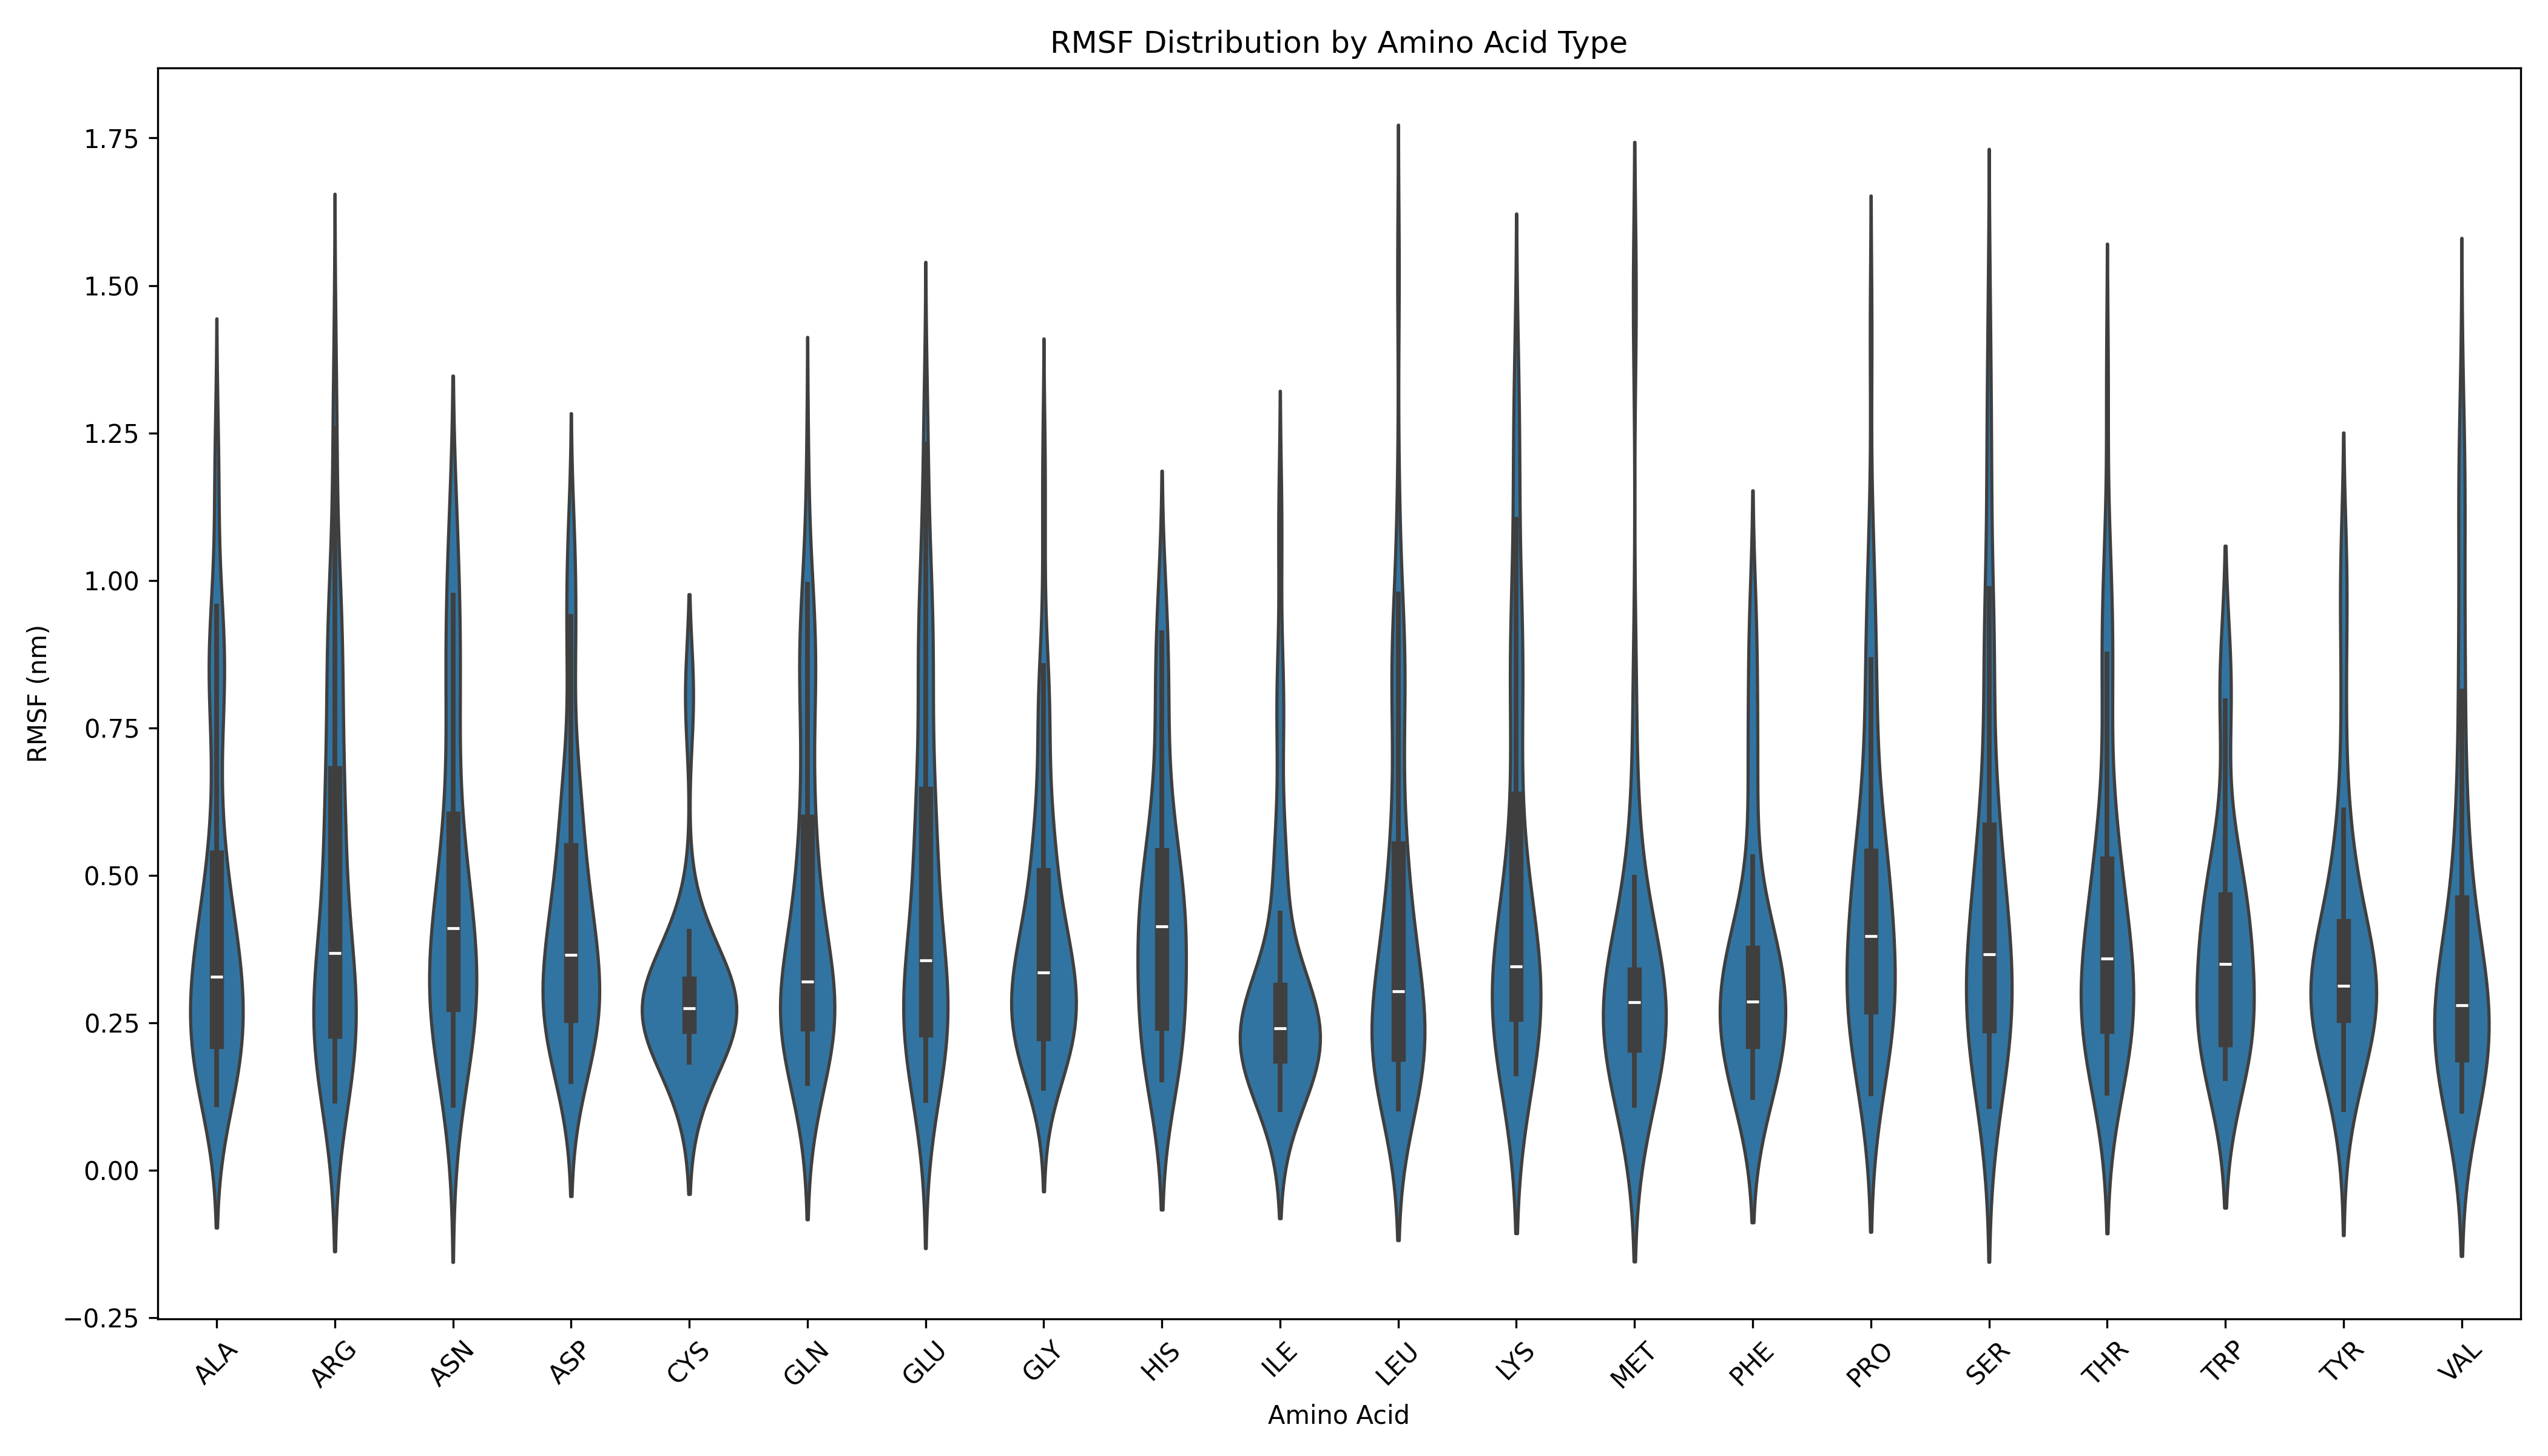 RMSF Distribution by Amino Acid Type
1.75
1.50
1.25
1.00
0.75
0.50
0.25
0.00
−0.25
RMSF (nm)
ALA ARG ASN ASP CYS GLN GLU GLY HIS ILE LEU LYS MET PHE PRO SER THR TRP TYR VAL
Amino Acid